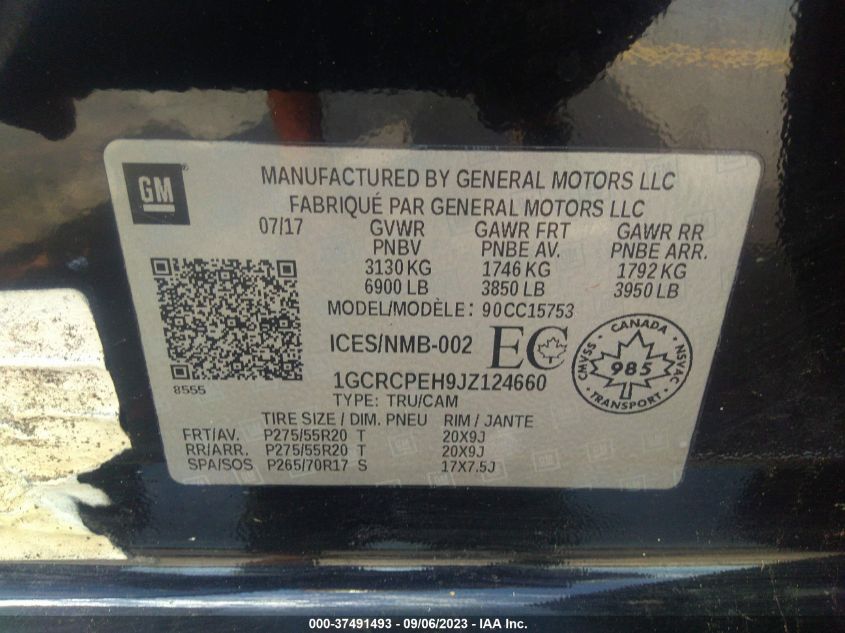 GM
MANUFACTURED BY GENERAL MOTORS LLC
FABRIQUÉ PAR GENERAL MOTORS LLC
07/17 GVWR GAWR FRT GAWR RR
PNBV PNBE AV. PNBE ARR.
3130 KG 1746 KG 1792 KG
6900 LB 3850 LB 3950 LB
MODEL/MODÈLE: 90CC15753
ICES/NMB-002 EC
CANADA
CMVSS 985 NSVAC
TRANSPORT
8555
1GCRCPEH9JZ124660
TYPE: TRU/CAM
TIRE SIZE / DIM. PNEU RIM / JANTE
FRT/AV. P275/55R20 T 20X9J
RR/ARR. P275/55R20 T 20X9J
SPA/SOS P265/70R17 S 17X7.5J
000-37491493 - 09/06/2023 - IAA Inc.